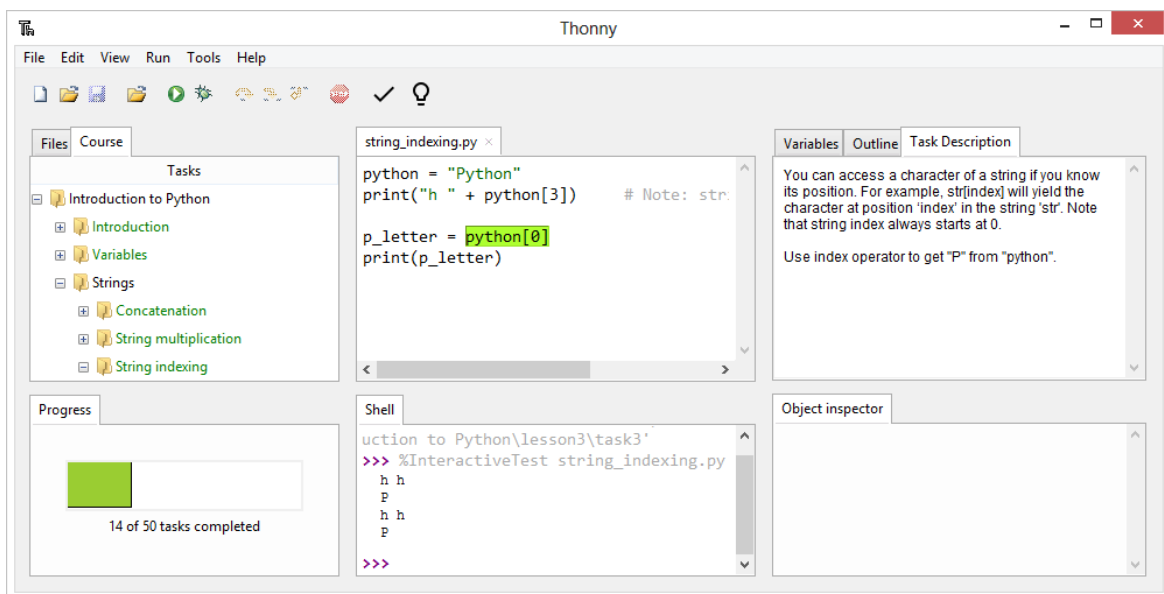 Th
Thonny
File Edit View Run Tools Help
STOP
Files Course
Tasks
Introduction to Python
Introduction
Variables
Strings
Concatenation
String multiplication
String indexing
string_indexing.py
python = "Python"
print("h " + python[3]) # Note: str
p_letter = python[0]
print(p_letter)
Variables Outline Task Description
You can access a character of a string if you know
its position. For example, str[index] will yield the
character at position 'index' in the string 'str'. Note
that string index always starts at 0.
Use index operator to get "P" from "python".
Progress
14 of 50 tasks completed
Shell
uction to Python\lesson3\task3'
>>> %InteractiveTest string_indexing.py
h h
P
h h
P
>>>
Object inspector